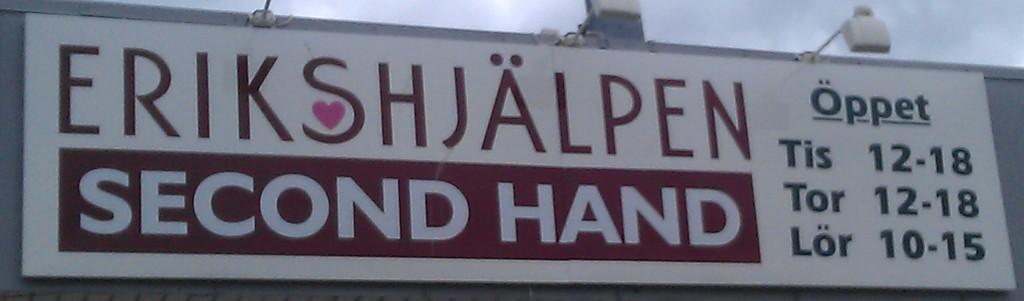 ERIKSHJÄLPEN
SECOND HAND
Öppet
Tis 12-18
Tor 12-18
Lör 10-15